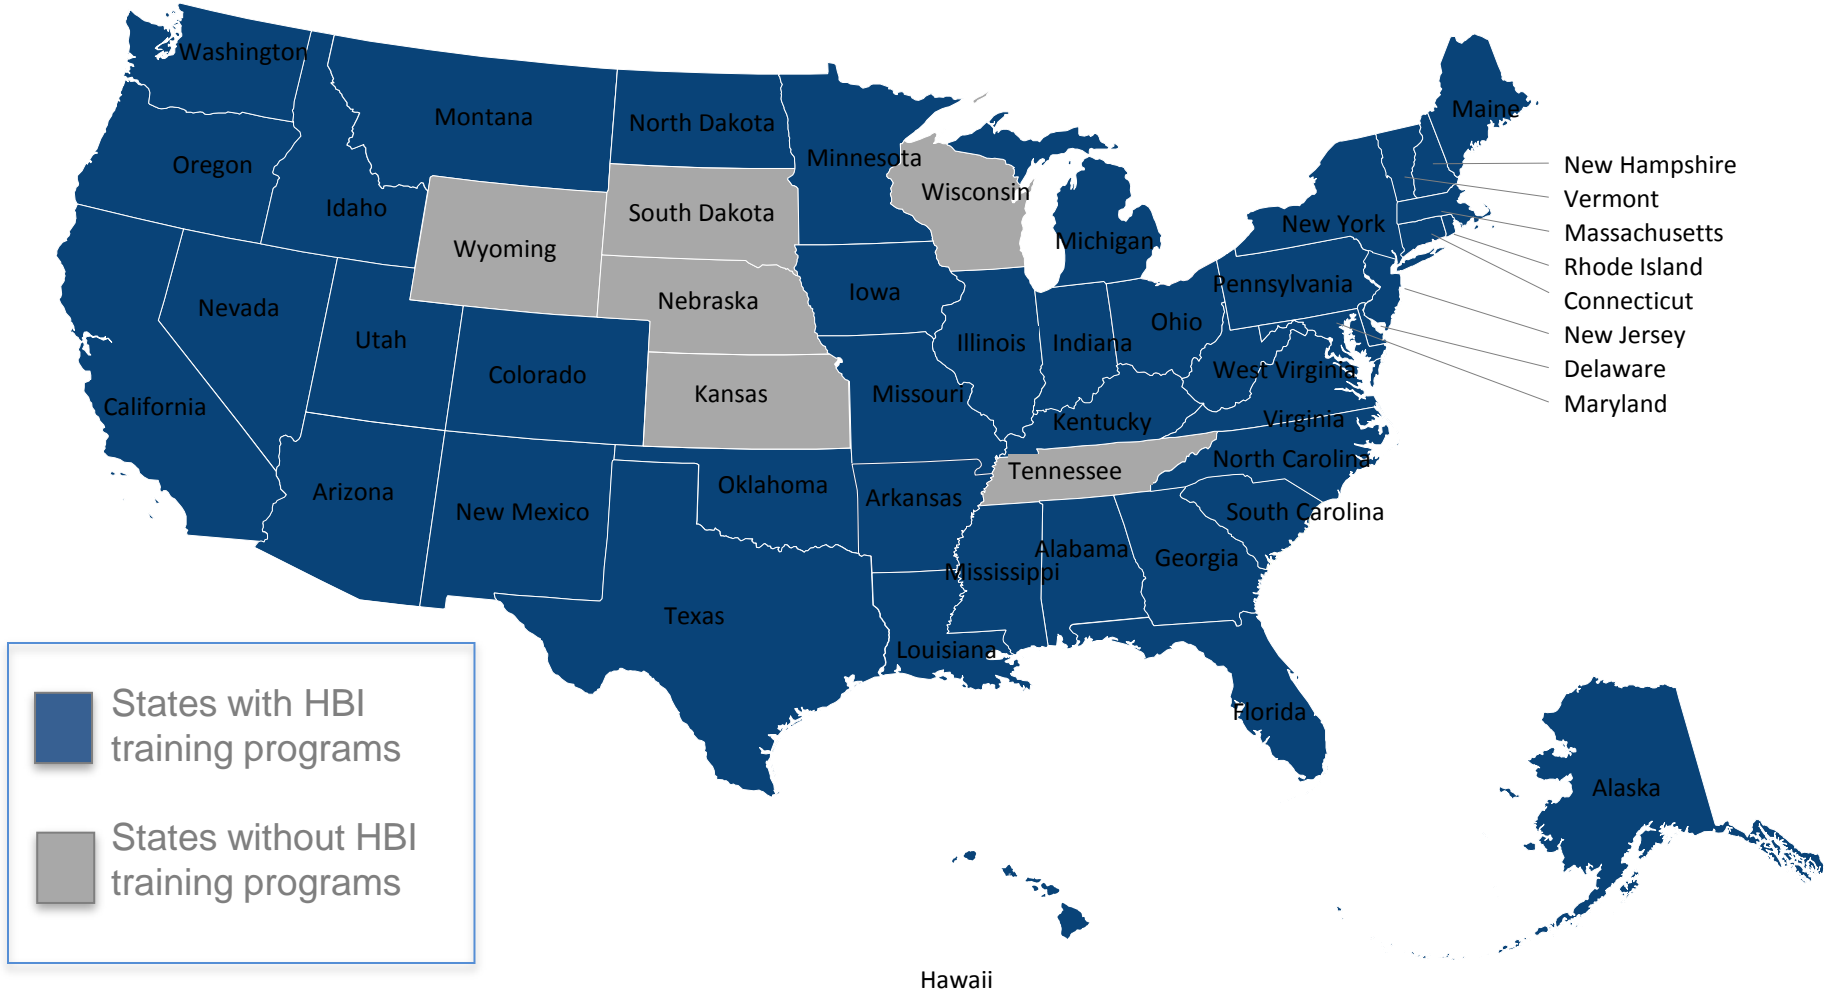 Washington
Montana
North Dakota
Minnesota
Maine
Oregon
Idaho
Wyoming
South Dakota
Wisconsin
Michigan
New York
New Hampshire
Vermont
Massachusetts
Rhode Island
Connecticut
New Jersey
Delaware
Maryland
Nevada
Utah
Colorado
Nebraska
Iowa
Illinois
Indiana
Ohio
Pennsylvania
California
Kansas
Missouri
Kentucky
West Virginia
Virginia
Arizona
New Mexico
Oklahoma
Arkansas
Tennessee
North Carolina
South Carolina
Texas
Louisiana
Mississippi
Alabama
Georgia
Florida
Alaska
Hawaii
States with HBI
training programs
States without HBI
training programs